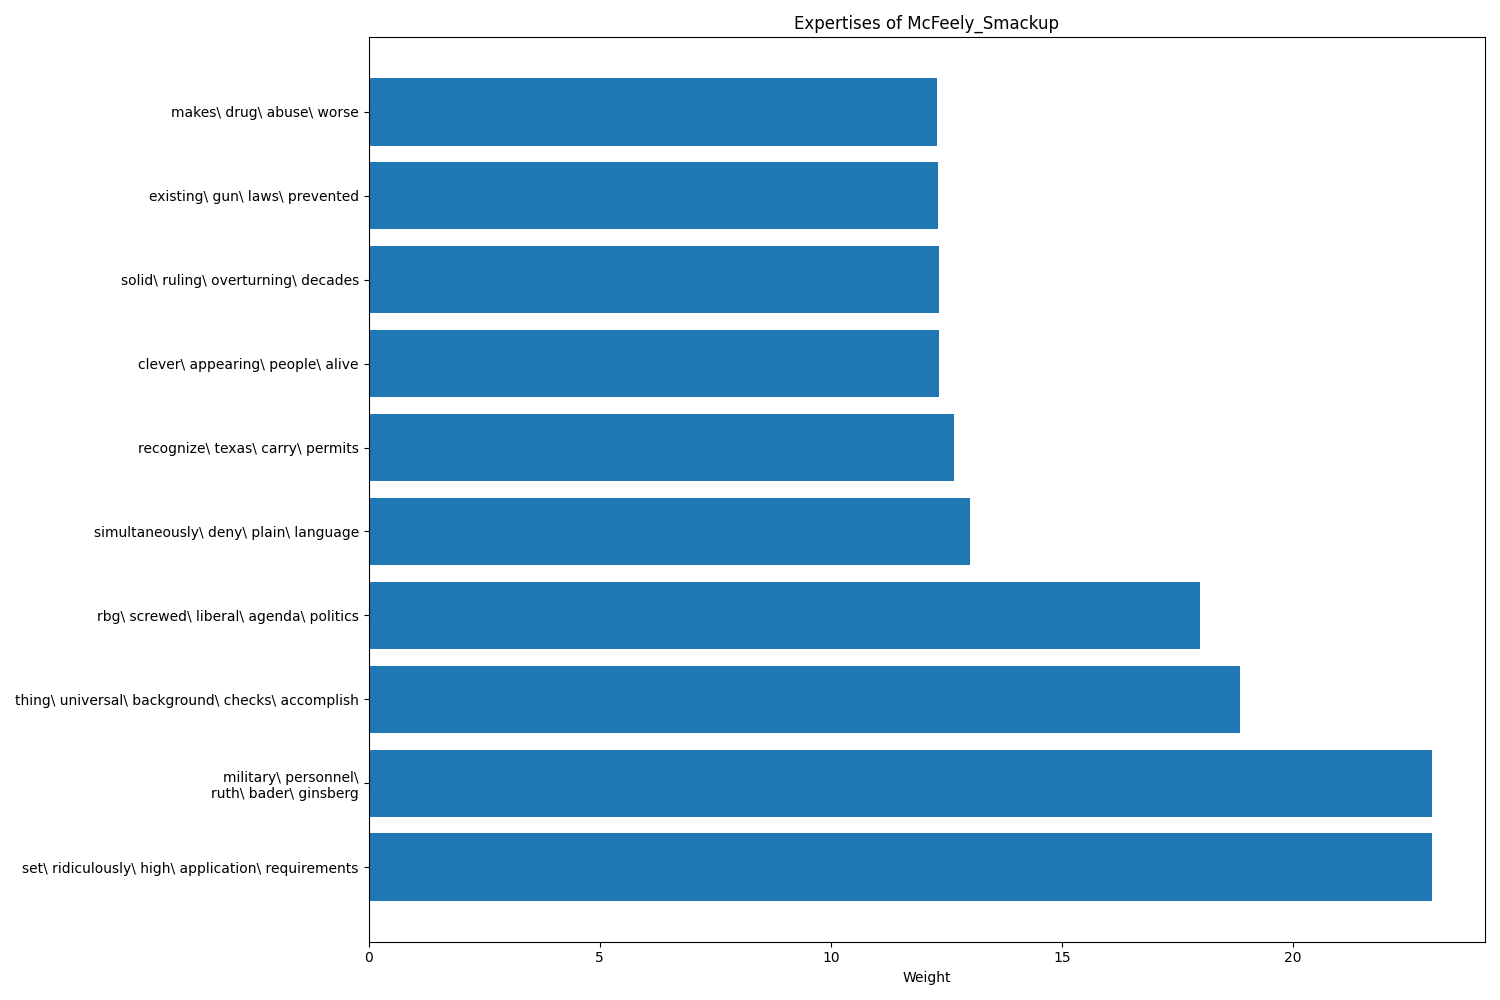 Expertises of McFeely_Smackup
makes\ drug\ abuse\ worse
existing\ gun\ laws\ prevented
solid\ ruling\ overturning\ decades
clever\ appearing\ people\ alive
recognize\ texas\ carry\ permits
simultaneously\ deny\ plain\ language
rbg\ screwed\ liberal\ agenda\ politics
thing\ universal\ background\ checks\ accomplish
military\ personnel\
ruth\ bader\ ginsberg
set\ ridiculously\ high\ application\ requirements
0 5 10 15 20
Weight